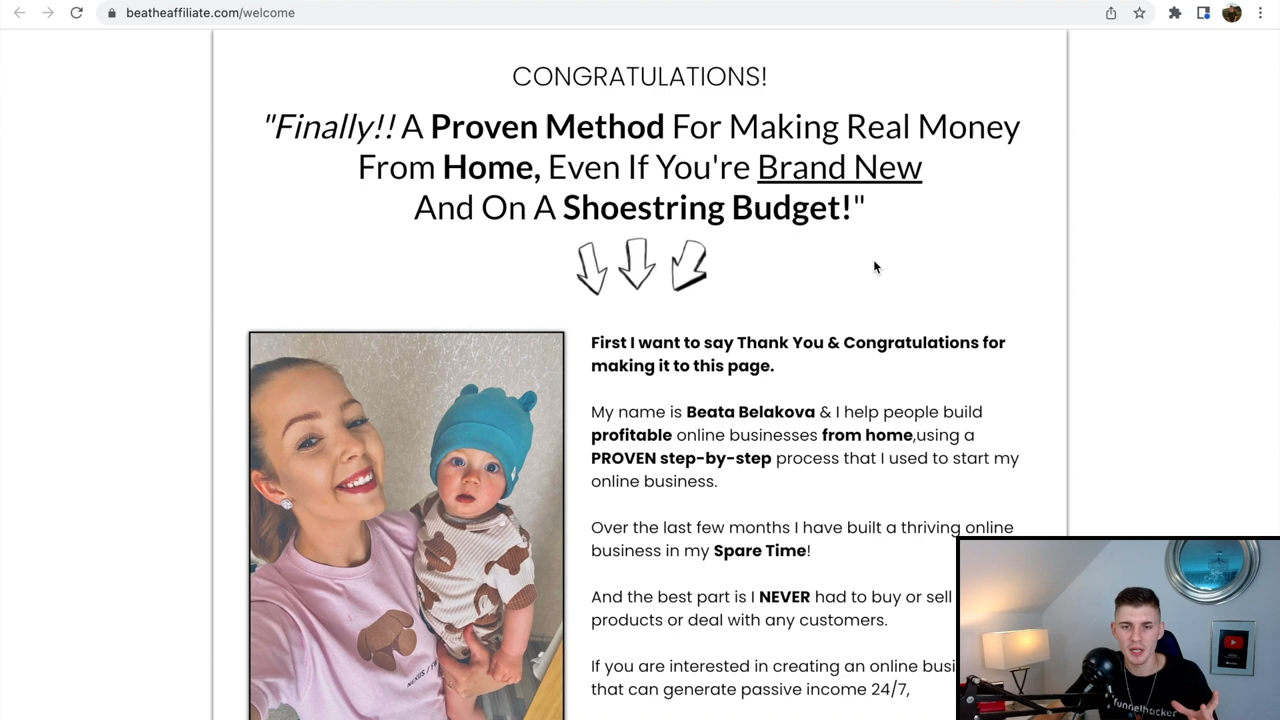 beatheaffiliate.com/welcome
CONGRATULATIONS!
"Finally!! A Proven Method For Making Real Money
From Home, Even If You're Brand New
And On A Shoestring Budget!"
First I want to say Thank You & Congratulations for
making it to this page.
My name is Beata Belakova & I help people build
profitable online businesses from home,using a
PROVEN step-by-step process that I used to start my
online business.
Over the last few months I have built a thriving online
business in my Spare Time!
And the best part is I NEVER had to buy or sell
products or deal with any customers.
If you are interested in creating an online busi
that can generate passive income 24/7,
funnelhacker